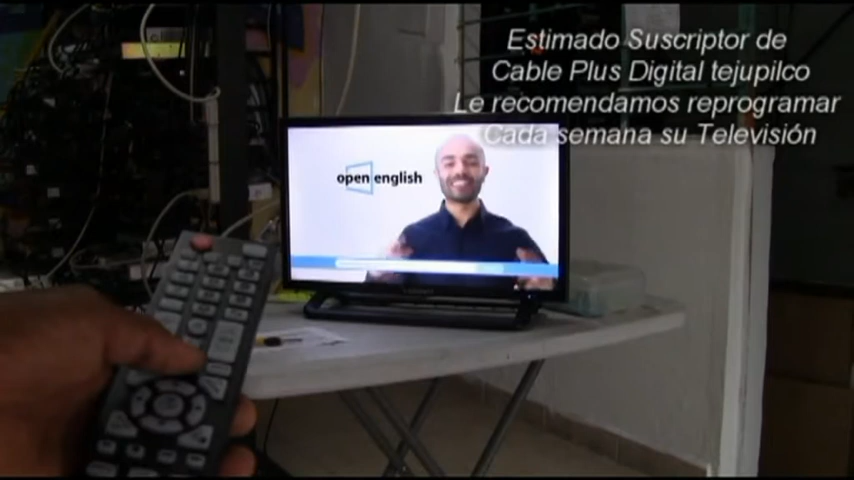 Estimado Suscriptor de
Cable Plus Digital tejupilco
Le recomendamos reprogramar
Cada semana su Televisión
open english